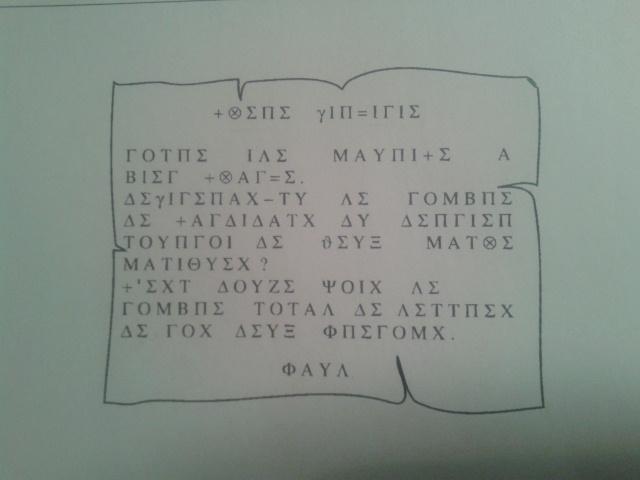 +⊗ΣΠΣ γΙΠ=ΙΓΙΣ
ΓΟΤΠΣ ΙΛΣ ΜΑΥΠΙ+Σ Α
ΒΙΣΓ +⊗ΑΓ=Σ.
ΔΣγΙΓΣΠΑΧ-ΤΥ ΛΣ ΓΟΜΒΠΣ
ΔΣ +ΑΓΔΙΔΑΤΧ ΔΥ ΔΣΠΓΙΣΠ
ΤΟΥΠΓΟΙ ΔΣ ϑΣΥΞ ΜΑΤ⊗Σ
ΜΑΤΙΘΥΣΧ?
+'ΣΧΤ ΔΟΥΖΣ ΨΟΙΧ ΛΣ
ΓΟΜΒΠΣ ΤΟΤΑΛ ΔΣ ΛΣΤΤΠΣΧ
ΔΣ ΓΟΧ ΔΣΥΞ ΦΠΣΓΟΜΧ.
ΦΑΥΛ